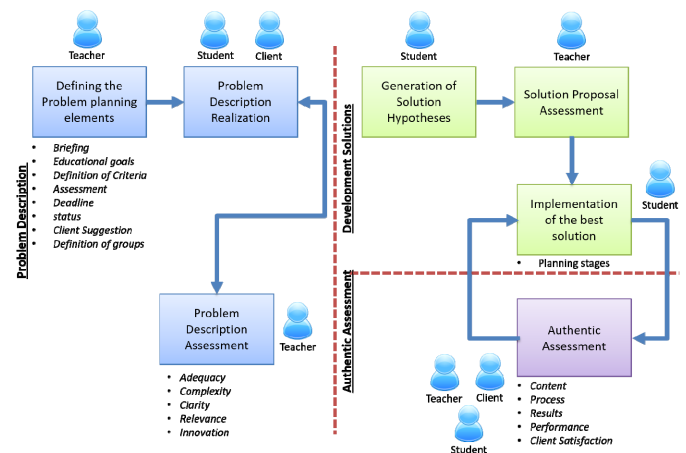 Teacher
Defining the
Problem planning
elements
Student
Client
Problem
Description
Realization
• Briefing
• Educational goals
• Definition of Criteria
• Assessment
• Deadline
• status
• Client Suggestion
• Definition of groups
Problem Description
Problem
Description
Assessment
Teacher
• Adequacy
• Complexity
• Clarity
• Relevance
• Innovation
Development Solutions
Student
Generation of
Solution
Hypotheses
Teacher
Solution Proposal
Assessment
Implementation
of the best
solution
Student
• Planning stages
Authentic Assessment
Authentic
Assessment
Teacher
Client
Student
• Content
• Process
• Results
• Performance
• Client Satisfaction